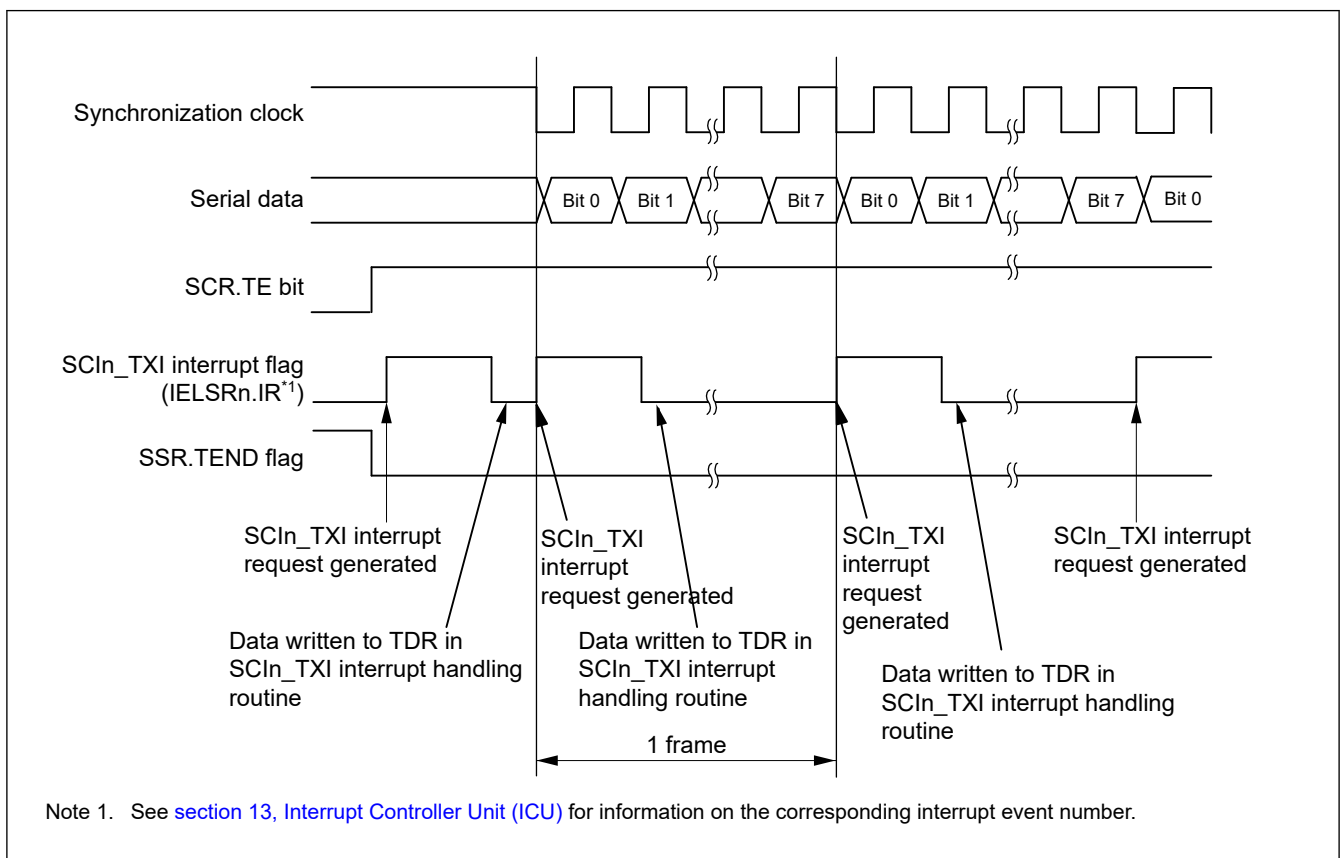 Synchronization clock
Serial data
Bit 0 Bit 1 Bit 7 Bit 0 Bit 1 Bit 7 Bit 0
SCR.TE bit
SCIn_TXI interrupt flag
(IELSRn.IR*1)
SSR.TEND flag
SCIn_TXI interrupt
request generated
SCIn_TXI
interrupt
request generated
SCIn_TXI
interrupt
request
generated
SCIn_TXI interrupt
request generated
Data written to TDR in
SCIn_TXI interrupt handling
routine
Data written to TDR in
SCIn_TXI interrupt
handling routine
Data written to TDR in
SCIn_TXI interrupt handling
routine
1 frame
Note 1. See section 13, Interrupt Controller Unit (ICU) for information on the corresponding interrupt event number.